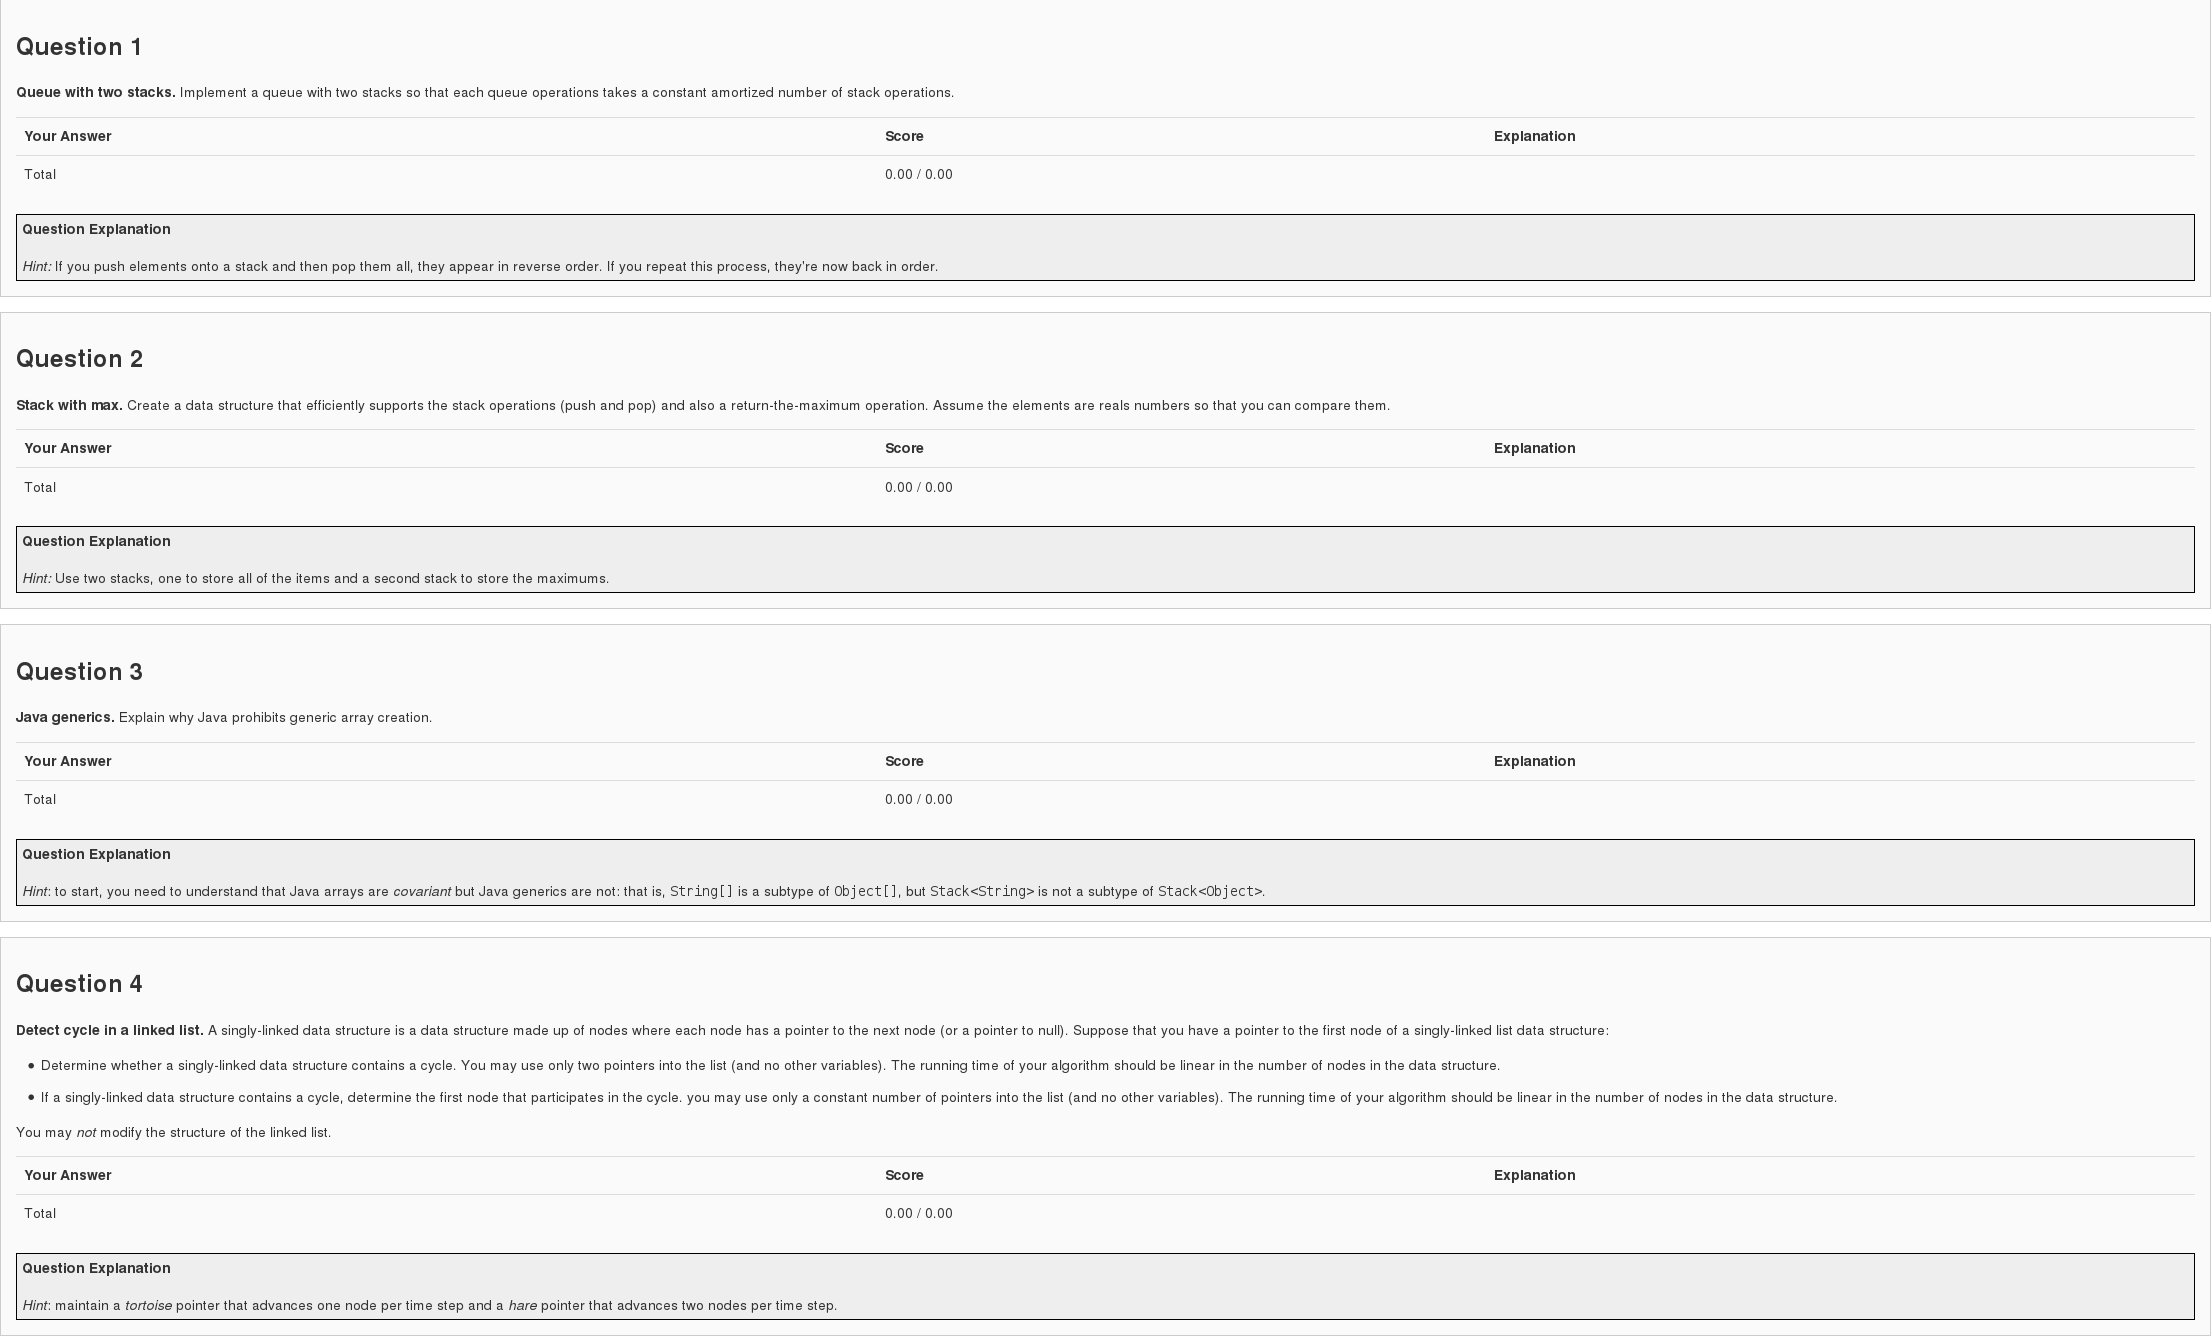 Question 1
Queue with two stacks. Implement a queue with two stacks so that each queue operations takes a constant amortized number of stack operations.
Your Answer Score Explanation
Total 0.00 / 0.00
Question Explanation
Hint: If you push elements onto a stack and then pop them all, they appear in reverse order. If you repeat this process, they're now back in order.
Question 2
Stack with max. Create a data structure that efficiently supports the stack operations (push and pop) and also a return-the-maximum operation. Assume the elements are reals numbers so that you can compare them.
Your Answer Score Explanation
Total 0.00 / 0.00
Question Explanation
Hint: Use two stacks, one to store all of the items and a second stack to store the maximums.
Question 3
Java generics. Explain why Java prohibits generic array creation.
Your Answer Score Explanation
Total 0.00 / 0.00
Question Explanation
Hint: to start, you need to understand that Java arrays are covariant but Java generics are not: that is, String[] is a subtype of Object[], but Stack<String> is not a subtype of Stack<Object>.
Question 4
Detect cycle in a linked list. A singly-linked data structure is a data structure made up of nodes where each node has a pointer to the next node (or a pointer to null). Suppose that you have a pointer to the first node of a singly-linked list data structure:
• Determine whether a singly-linked data structure contains a cycle. You may use only two pointers into the list (and no other variables). The running time of your algorithm should be linear in the number of nodes in the data structure.
• If a singly-linked data structure contains a cycle, determine the first node that participates in the cycle. you may use only a constant number of pointers into the list (and no other variables). The running time of your algorithm should be linear in the number of nodes in the data structure.
You may not modify the structure of the linked list.
Your Answer Score Explanation
Total 0.00 / 0.00
Question Explanation
Hint: maintain a tortoise pointer that advances one node per time step and a hare pointer that advances two nodes per time step.